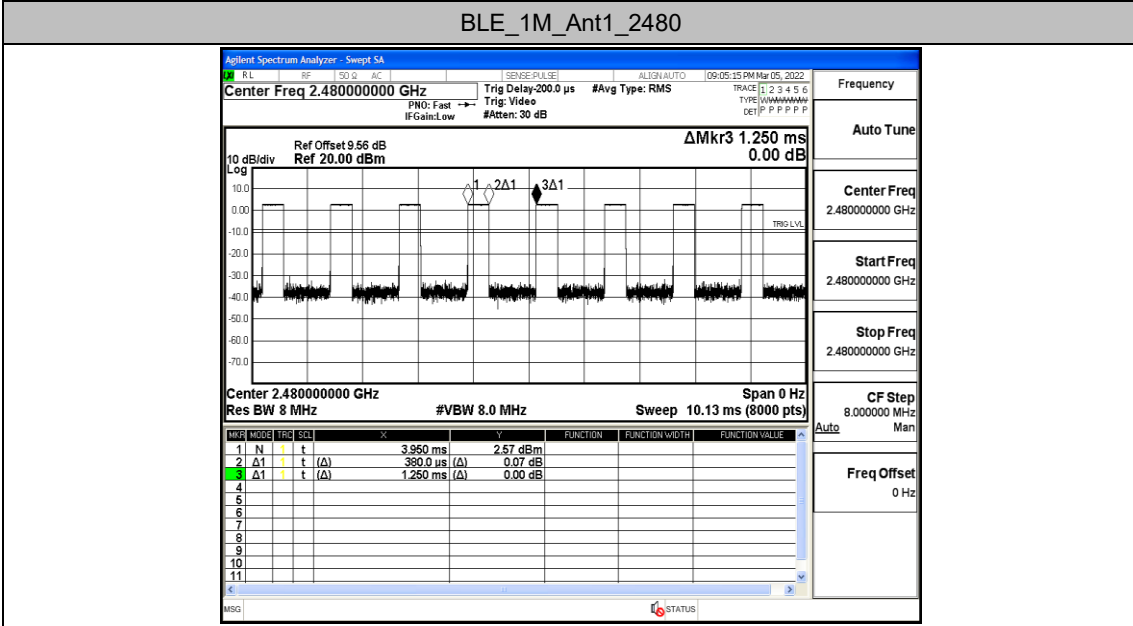 BLE_1M_Ant1_2480
Agilent Spectrum Analyzer - Swept SA
RL RF 50 Ω AC SENSE:PULSE ALIGNAUTO 09:05:15 PM Mar 05, 2022
Center Freq 2.480000000 GHz Trig Delay-200.0 µs #Avg Type: RMS TRACE 1 2 3 4 5 6
PNO: Fast Trig: Video TYPE
IFGain:Low #Atten: 30 dB DET P P P P P P
ΔMkr3 1.250 ms
0.00 dB
Ref Offset 9.56 dB
10 dB/div Ref 20.00 dBm
Log
10.0
0.00
-10.0
-20.0
-30.0
-40.0
-50.0
-60.0
-70.0
1 2Δ1 3Δ1
TRIG LVL
Center 2.480000000 GHz Span 0 Hz
Res BW 8 MHz #VBW 8.0 MHz Sweep 10.13 ms (8000 pts)
MKR MODE TRC SCL X Y FUNCTION FUNCTION WIDTH FUNCTION VALUE
1 N 1 t 3.950 ms 2.57 dBm
2 Δ1 1 t (Δ) 380.0 µs (Δ) 0.07 dB
3 Δ1 1 t (Δ) 1.250 ms (Δ) 0.00 dB
4
5
6
7
8
9
10
11
MSG STATUS
Frequency
Auto Tune
Center Freq
2.480000000 GHz
Start Freq
2.480000000 GHz
Stop Freq
2.480000000 GHz
CF Step
8.000000 MHz
Auto Man
Freq Offset
0 Hz